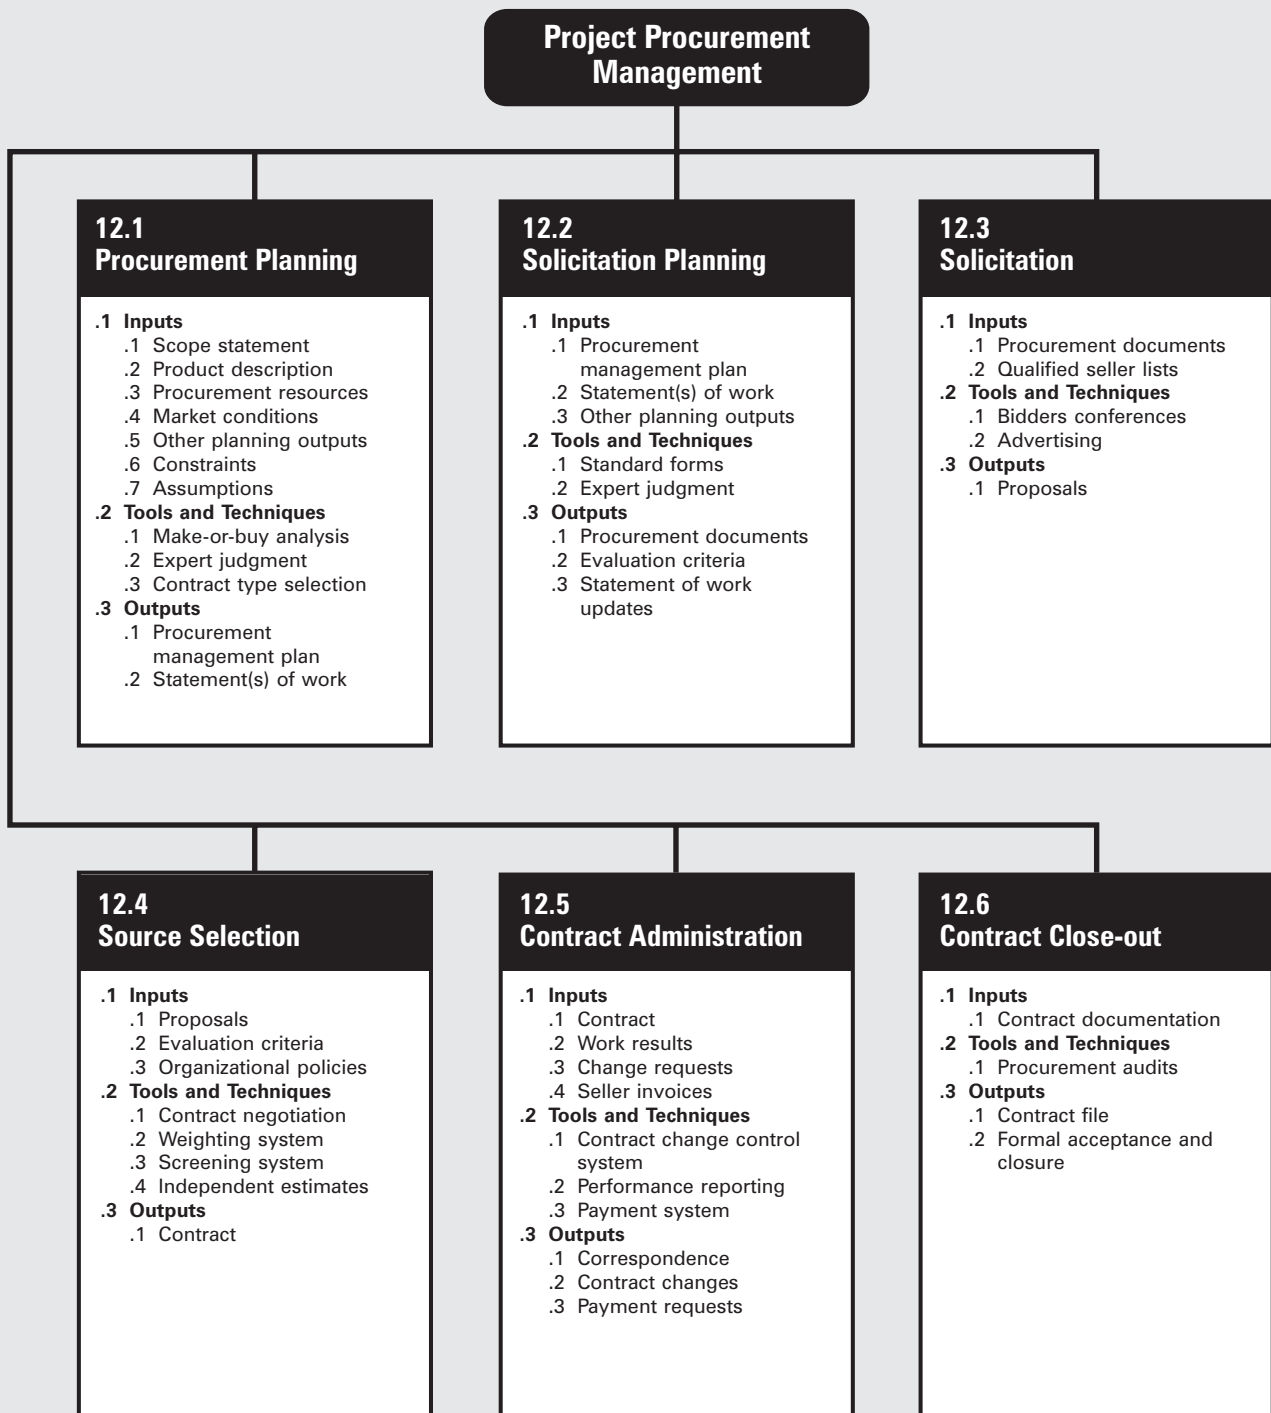 Project Procurement
Management
12.1
Procurement Planning
.1 Inputs
.1 Scope statement
.2 Product description
.3 Procurement resources
.4 Market conditions
.5 Other planning outputs
.6 Constraints
.7 Assumptions
.2 Tools and Techniques
.1 Make-or-buy analysis
.2 Expert judgment
.3 Contract type selection
.3 Outputs
.1 Procurement
management plan
.2 Statement(s) of work
12.2
Solicitation Planning
.1 Inputs
.1 Procurement
management plan
.2 Statement(s) of work
.3 Other planning outputs
.2 Tools and Techniques
.1 Standard forms
.2 Expert judgment
.3 Outputs
.1 Procurement documents
.2 Evaluation criteria
.3 Statement of work
updates
12.3
Solicitation
.1 Inputs
.1 Procurement documents
.2 Qualified seller lists
.2 Tools and Techniques
.1 Bidders conferences
.2 Advertising
.3 Outputs
.1 Proposals
12.4
Source Selection
.1 Inputs
.1 Proposals
.2 Evaluation criteria
.3 Organizational policies
.2 Tools and Techniques
.1 Contract negotiation
.2 Weighting system
.3 Screening system
.4 Independent estimates
.3 Outputs
.1 Contract
12.5
Contract Administration
.1 Inputs
.1 Contract
.2 Work results
.3 Change requests
.4 Seller invoices
.2 Tools and Techniques
.1 Contract change control
system
.2 Performance reporting
.3 Payment system
.3 Outputs
.1 Correspondence
.2 Contract changes
.3 Payment requests
12.6
Contract Close-out
.1 Inputs
.1 Contract documentation
.2 Tools and Techniques
.1 Procurement audits
.3 Outputs
.1 Contract file
.2 Formal acceptance and
closure